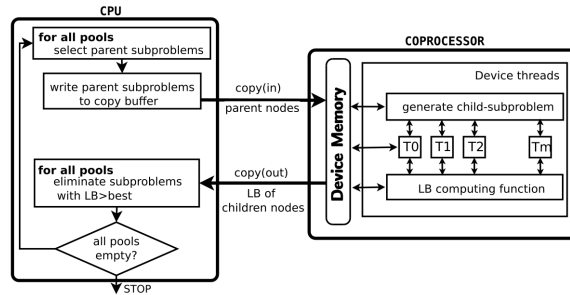 CPU
for all pools
select parent subproblems
write parent subproblems
to copy buffer
copy(in)
parent nodes
for all pools
eliminate subproblems
with LB>best
copy(out)
LB of
children nodes
all pools
empty?
STOP
COPROCESSOR
Device Memory
Device threads
generate child-subproblem
T0 T1 T2 Tm
LB computing function